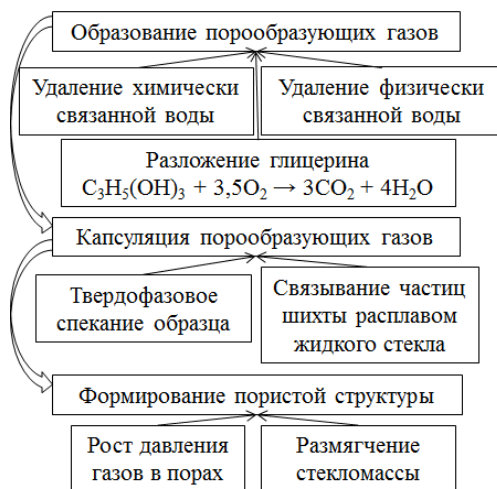 Образование порообразующих газов
Удаление химически
связанной воды
Удаление физически
связанной воды
Разложение глицерина
C₃H₅(OH)₃ + 3,5O₂ → 3CO₂ + 4H₂O
Капсуляция порообразующих газов
Твердофазовое
спекание образца
Связывание частиц
шихты расплавом
жидкого стекла
Формирование пористой структуры
Рост давления
газов в порах
Размягчение
стекломассы